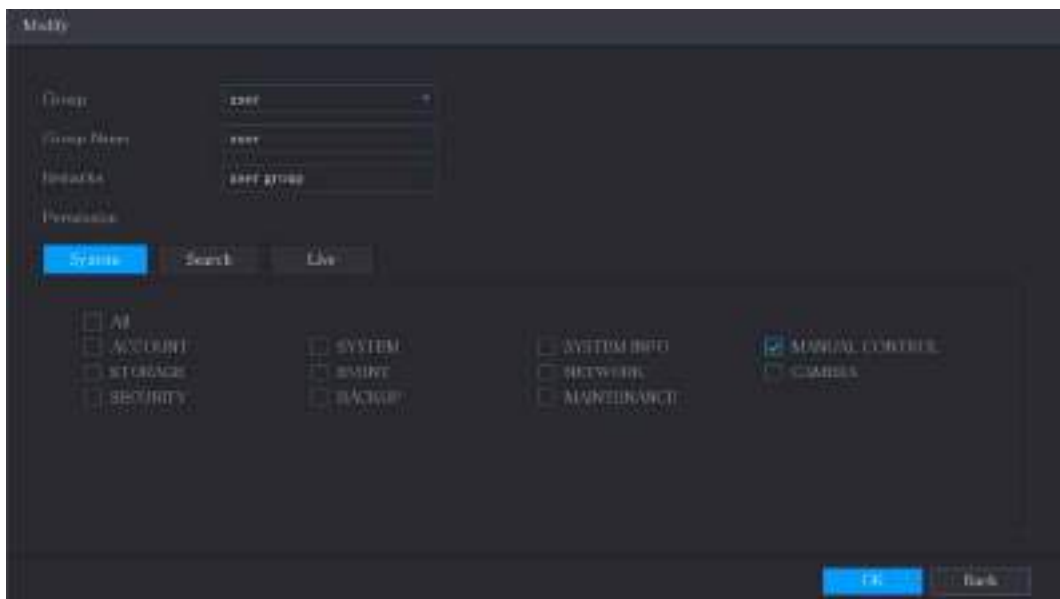 Modify
Group user
Group Name user
Remarks user group
Permission
System Search Live
All
ACCOUNT SYSTEM SYSTEM INFO MANUAL CONTROL
STORAGE EVENT NETWORK CAMERA
SECURITY BACKUP MAINTENANCE
OK Back